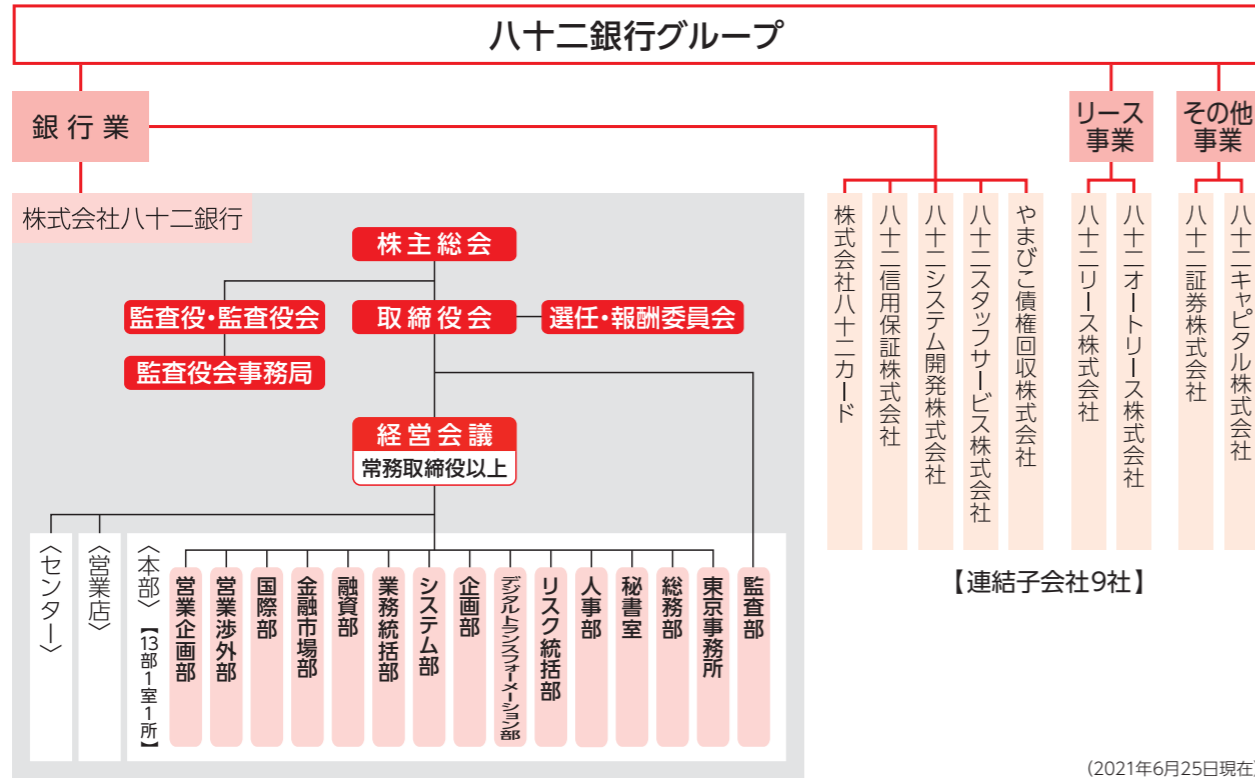 八十二銀行グループ
銀行業
リース
事業
その他
事業
株式会社八十二銀行
株主総会
監査役・監査役会
取締役会
選任・報酬委員会
監査役会事務局
経営会議
常務取締役以上
〈センター〉
〈営業店〉
〈本部〉【13部1室1所】
営業企画部
営業渉外部
国際部
金融市場部
融資部
業務統括部
システム部
企画部
デジタルトランスフォーメーション部
リスク統括部
人事部
秘書室
総務部
東京事務所
監査部
株式会社八十二カード
八十二信用保証株式会社
八十二システム開発株式会社
八十二スタッフサービス株式会社
やまびこ債権回収株式会社
八十二リース株式会社
八十二オートリース株式会社
八十二証券株式会社
八十二キャピタル株式会社
【連結子会社9社】
(2021年6月25日現在)